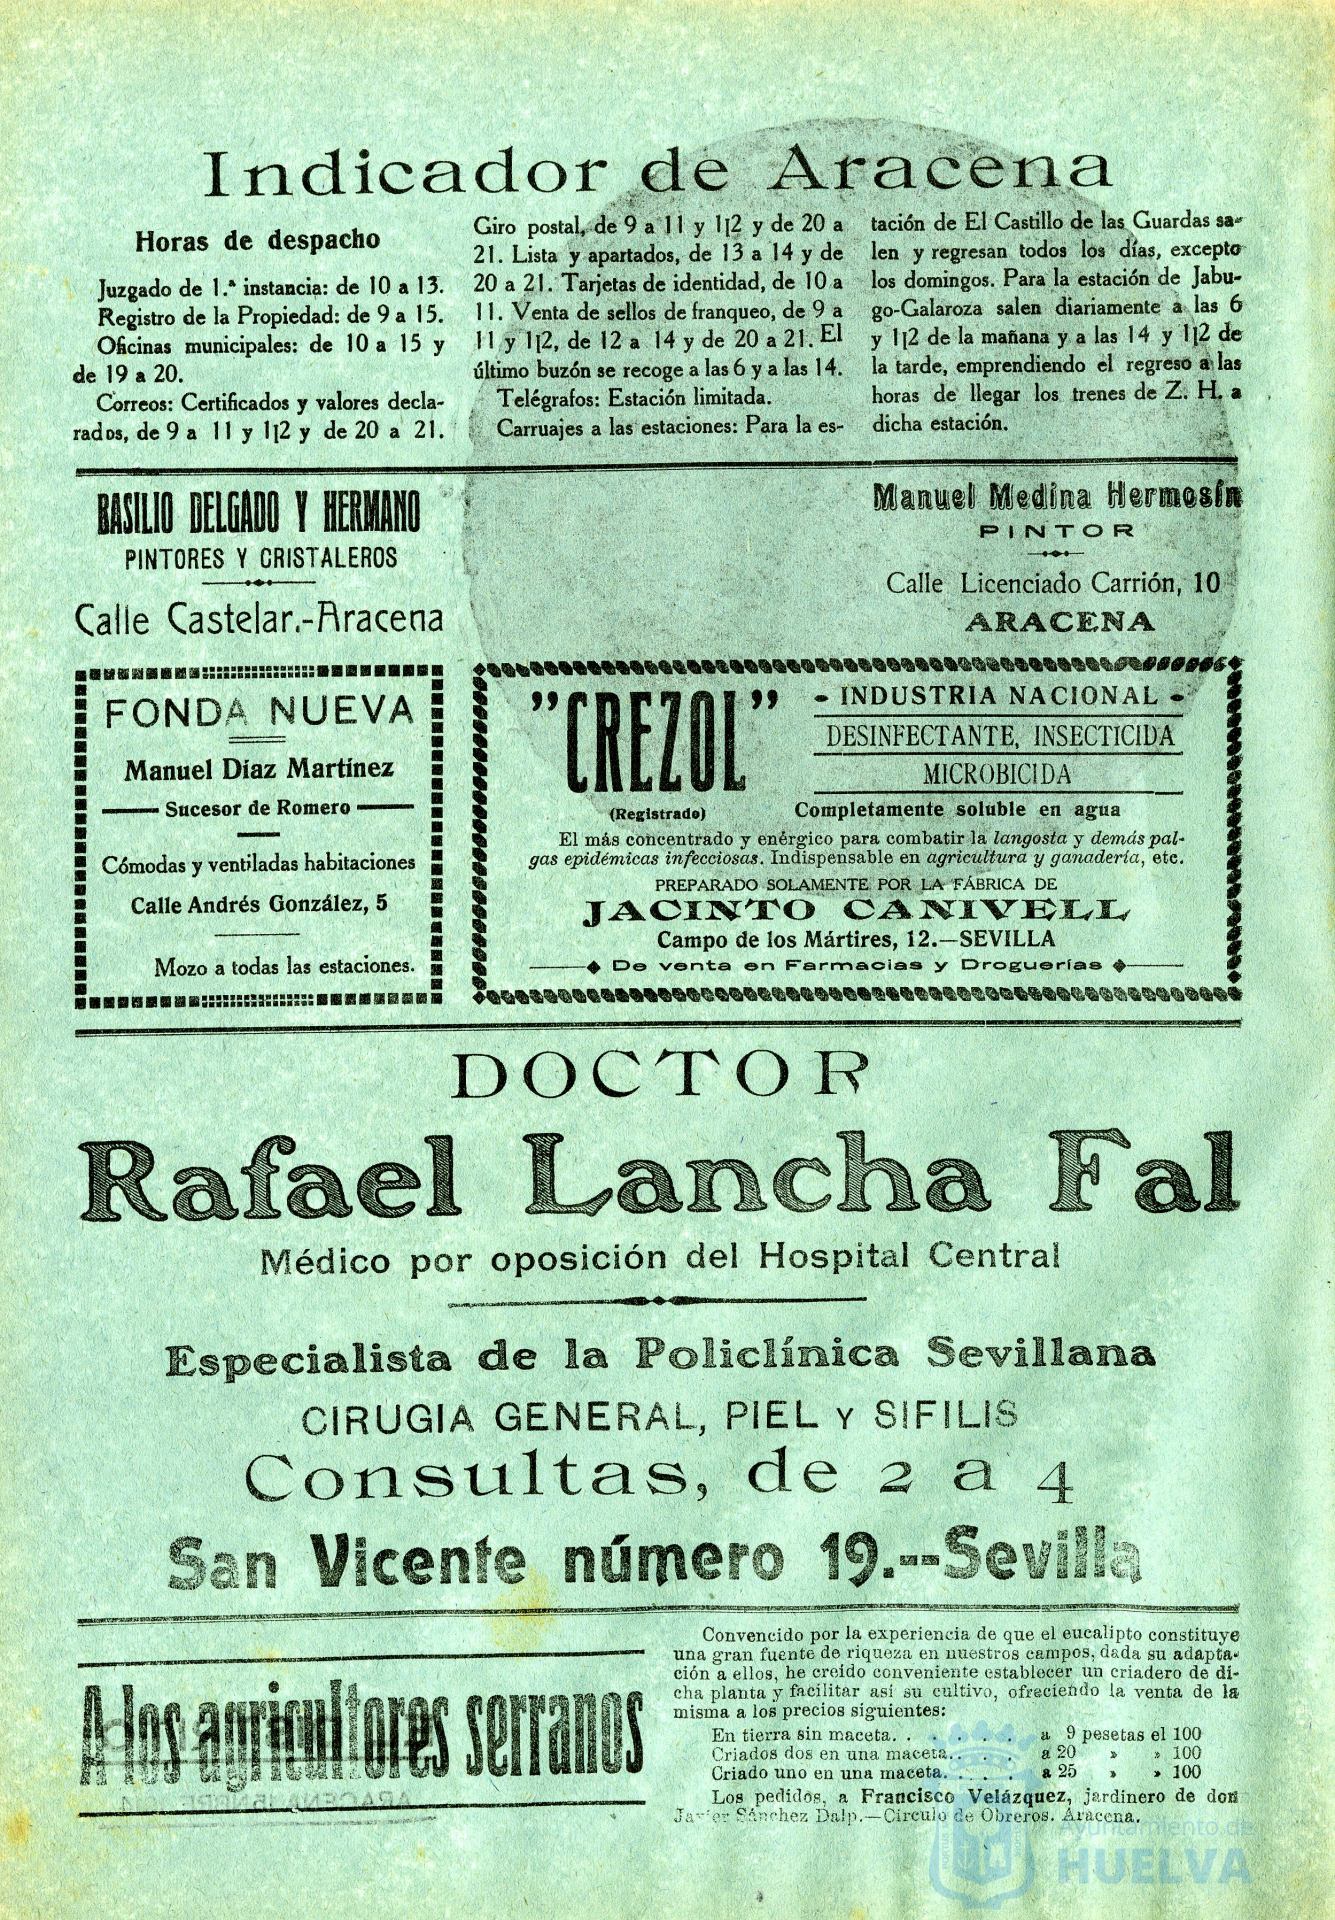 Indicador de Aracena
Horas de despacho
Juzgado de 1.ª instancia: de 10 a 13.
Registro de la Propiedad: de 9 a 15.
Oficinas municipales: de 10 a 15 y
de 19 a 20.
Correos: Certificados y valores decla-
rados, de 9 a 11 y 1|2 y de 20 a 21.
Giro postal, de 9 a 11 y 1|2 y de 20 a
21. Lista y apartados, de 13 a 14 y de
20 a 21. Tarjetas de identidad, de 10 a
11. Venta de sellos de franqueo, de 9 a
11 y 1|2, de 12 a 14 y de 20 a 21. El
último buzón se recoge a las 6 y a las 14.
Telégrafos: Estación limitada.
Carruajes a las estaciones: Para la es-
tación de El Castillo de las Guardas sa-
len y regresan todos los días, excepto
los domingos. Para la estación de Jabu-
go-Galaroza salen diariamente a las 6
y 1|2 de la mañana y a las 14 y 1|2 de
la tarde, emprendiendo el regreso a las
horas de llegar los trenes de Z. H. a
dicha estación.
BASILIO DELGADO Y HERMANO
PINTORES Y CRISTALEROS
Calle Castelar.-Aracena
Manuel Medina Hermosín
PINTOR
Calle Licenciado Carrión, 10
ARACENA
FONDA NUEVA
Manuel Díaz Martínez
Sucesor de Romero
Cómodas y ventiladas habitaciones
Calle Andrés González, 5
Mozo a todas las estaciones.
"CREZOL"
(Registrado)
- INDUSTRIA NACIONAL -
DESINFECTANTE, INSECTICIDA
MICROBICIDA
Completamente soluble en agua
El más concentrado y enérgico para combatir la langosta y demás pal-
gas epidémicas infecciosas. Indispensable en agricultura y ganadería, etc.
PREPARADO SOLAMENTE POR LA FÁBRICA DE
JACINTO CANIVELL
Campo de los Mártires, 12.—SEVILLA
De venta en Farmacias y Droguerías
DOCTOR
Rafael Lancha Fal
Médico por oposición del Hospital Central
Especialista de la Policlínica Sevillana
CIRUGIA GENERAL, PIEL Y SIFILIS
Consultas, de 2 a 4
San Vicente número 19.--Sevilla
A los agricultores serranos
Convencido por la experiencia de que el eucalipto constituye
una gran fuente de riqueza en nuestros campos, dada su adapta-
ción a ellos, he creído conveniente establecer un criadero de di-
cha planta y facilitar así su cultivo, ofreciendo la venta de la
misma a los precios siguientes:
En tierra sin maceta. . . . . . . a 9 pesetas el 100
Criados dos en una maceta. . . . . a 20 » » 100
Criado uno en una maceta. . . . . a 25 » » 100
Los pedidos, a Francisco Velázquez, jardinero de don
Javier Sánchez Dalp.—Círculo de Obreros. Aracena.
Ayuntamiento de
HUELVA